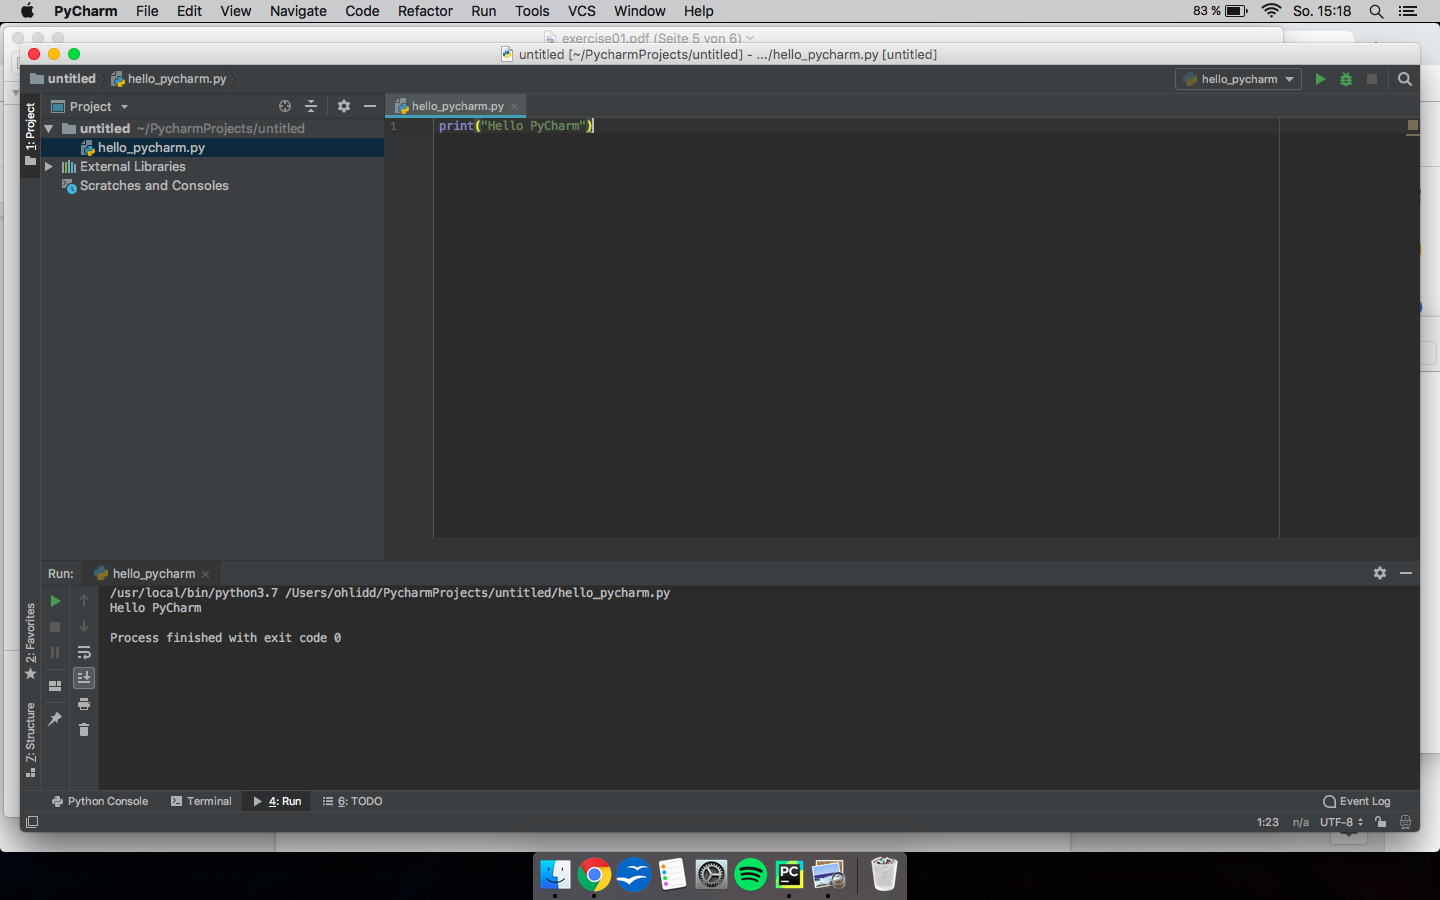 PyCharm File Edit View Navigate Code Refactor Run Tools VCS Window Help 83 % So. 15:18
exercise01.pdf (Seite 5 von 6)
untitled [~/PycharmProjects/untitled] - .../hello_pycharm.py [untitled]
untitled hello_pycharm.py hello_pycharm
1: Project
Project hello_pycharm.py
untitled ~/PycharmProjects/untitled
1 print("Hello PyCharm")
hello_pycharm.py
External Libraries
Scratches and Consoles
Run: hello_pycharm
/usr/local/bin/python3.7 /Users/ohlidd/PycharmProjects/untitled/hello_pycharm.py
Hello PyCharm
Process finished with exit code 0
2: Favorites
7: Structure
Python Console Terminal 4: Run 6: TODO Event Log
1:23 n/a UTF-8
PC